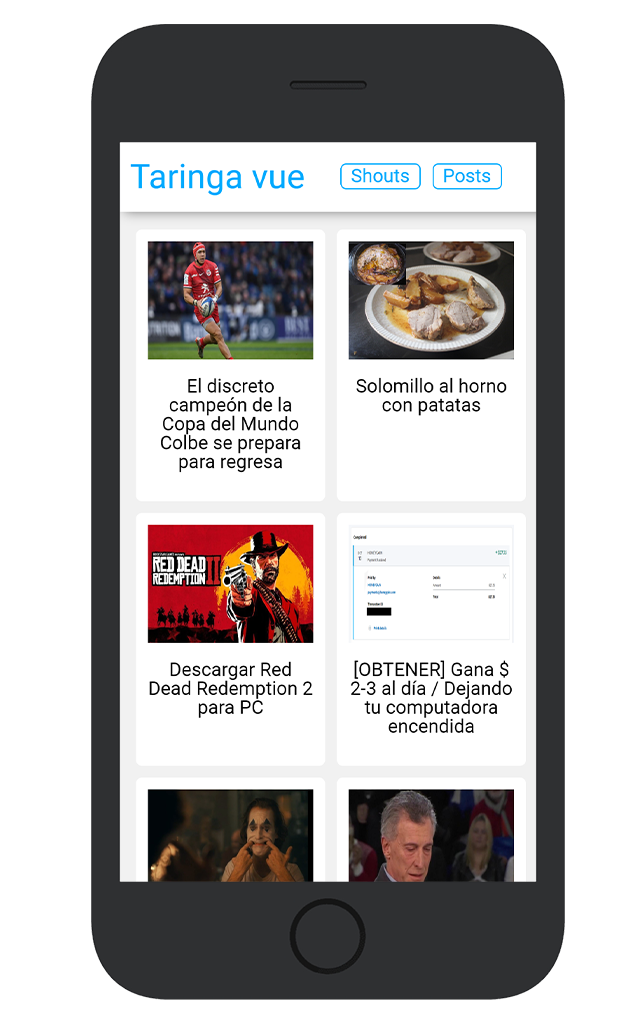 Taringa vue
Shouts
Posts
El discreto
campeón de la
Copa del Mundo
Colbe se prepara
para regresa
Solomillo al horno
con patatas
RED DEAD
REDEMPTION II
Descargar Red
Dead Redemption 2
para PC
Completed
[OBTENER] Gana $
2-3 al día / Dejando
tu computadora
encendida